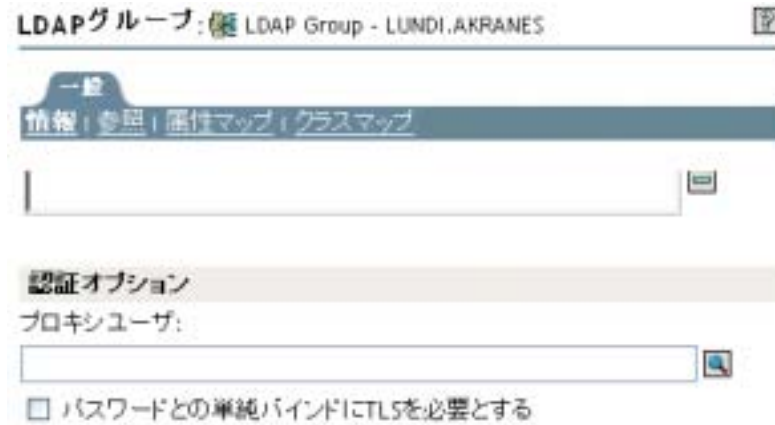 LDAPグループ: LDAP Group - LUNDI.AKRANES
一般
情報 | 参照 | 属性マップ | クラスマップ
認証オプション
プロキシユーザ:
パスワードとの単純バインドにTLSを必要とする